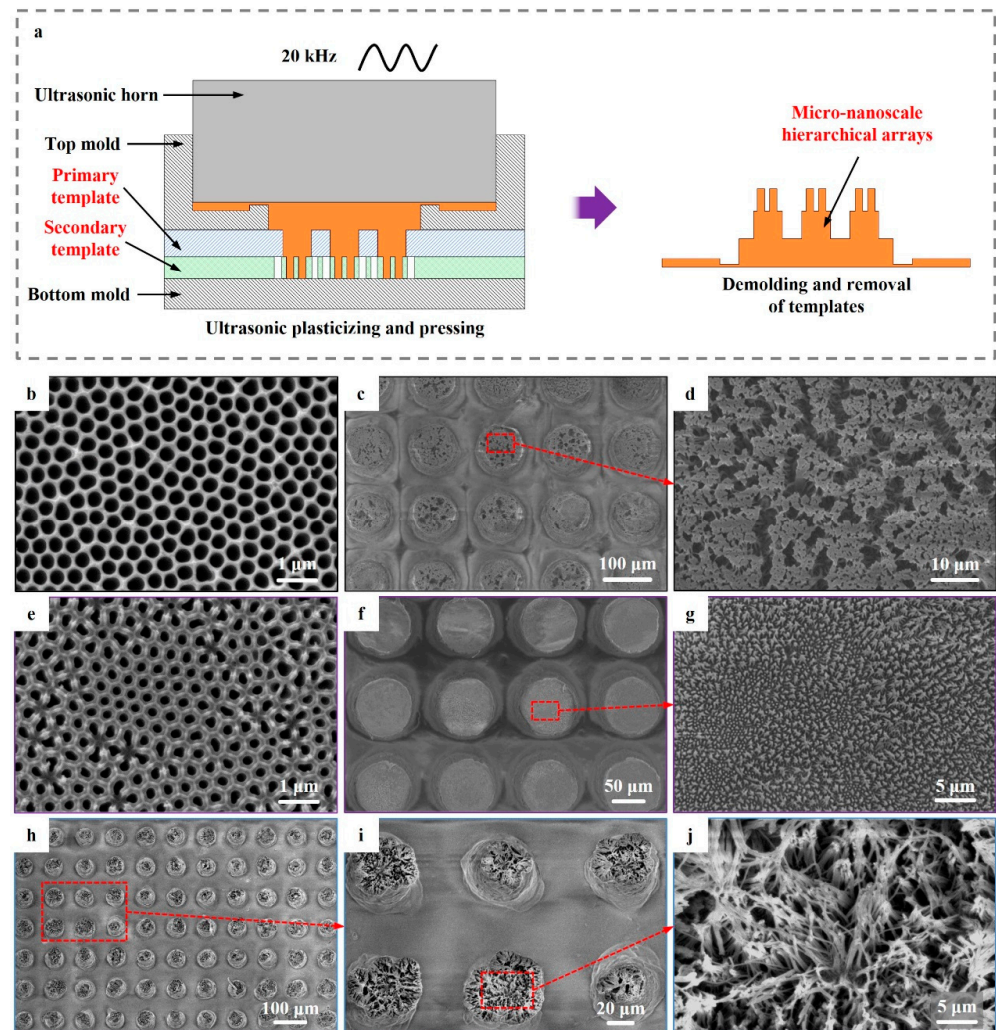 a
20 kHz
Ultrasonic horn
Top mold
Primary
template
Secondary
template
Bottom mold
Ultrasonic plasticizing and pressing
Micro-nanoscale
hierarchical arrays
Demolding and removal
of templates
b
1 μm
c
100 μm
d
10 μm
e
1 μm
f
50 μm
g
5 μm
h
100 μm
i
20 μm
j
5 μm